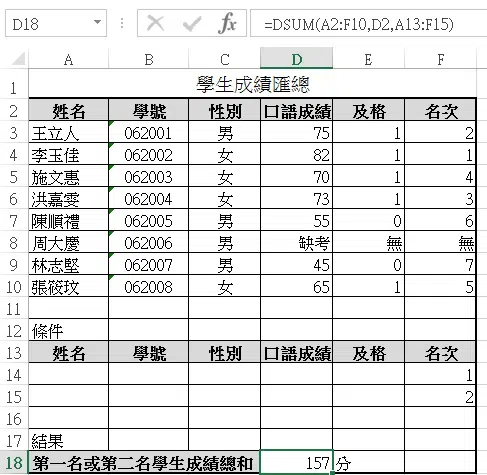 D18 =DSUM(A2:F10,D2,A13:F15)
A B C D E F
1 學生成績匯總
2 姓名 學號 性別 口語成績 及格 名次
3 王立人 062001 男 75 1 2
4 李玉佳 062002 女 82 1 1
5 施文惠 062003 女 70 1 4
6 洪嘉雯 062004 女 73 1 3
7 陳順禮 062005 男 55 0 6
8 周大慶 062006 男 缺考 無 無
9 林志堅 062007 男 45 0 7
10 張筱玟 062008 女 65 1 5
11
12 條件
13 姓名 學號 性別 口語成績 及格 名次
14 1
15 2
16
17 結果
18 第一名或第二名學生成績總和 157 分